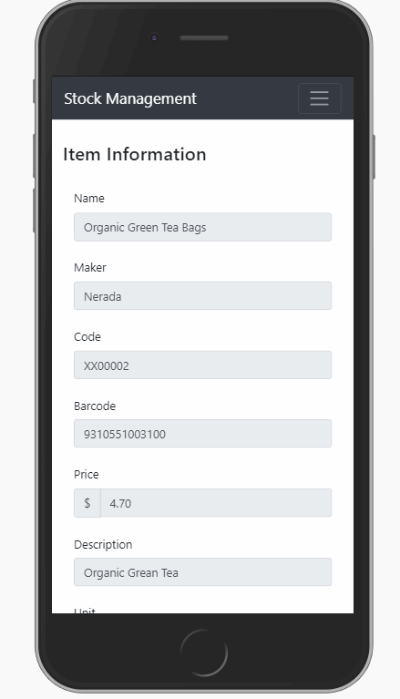 Stock Management
Item Information
Name
Organic Green Tea Bags
Maker
Nerada
Code
XX00002
Barcode
9310551003100
Price
$ 4.70
Description
Organic Grean Tea
Unit